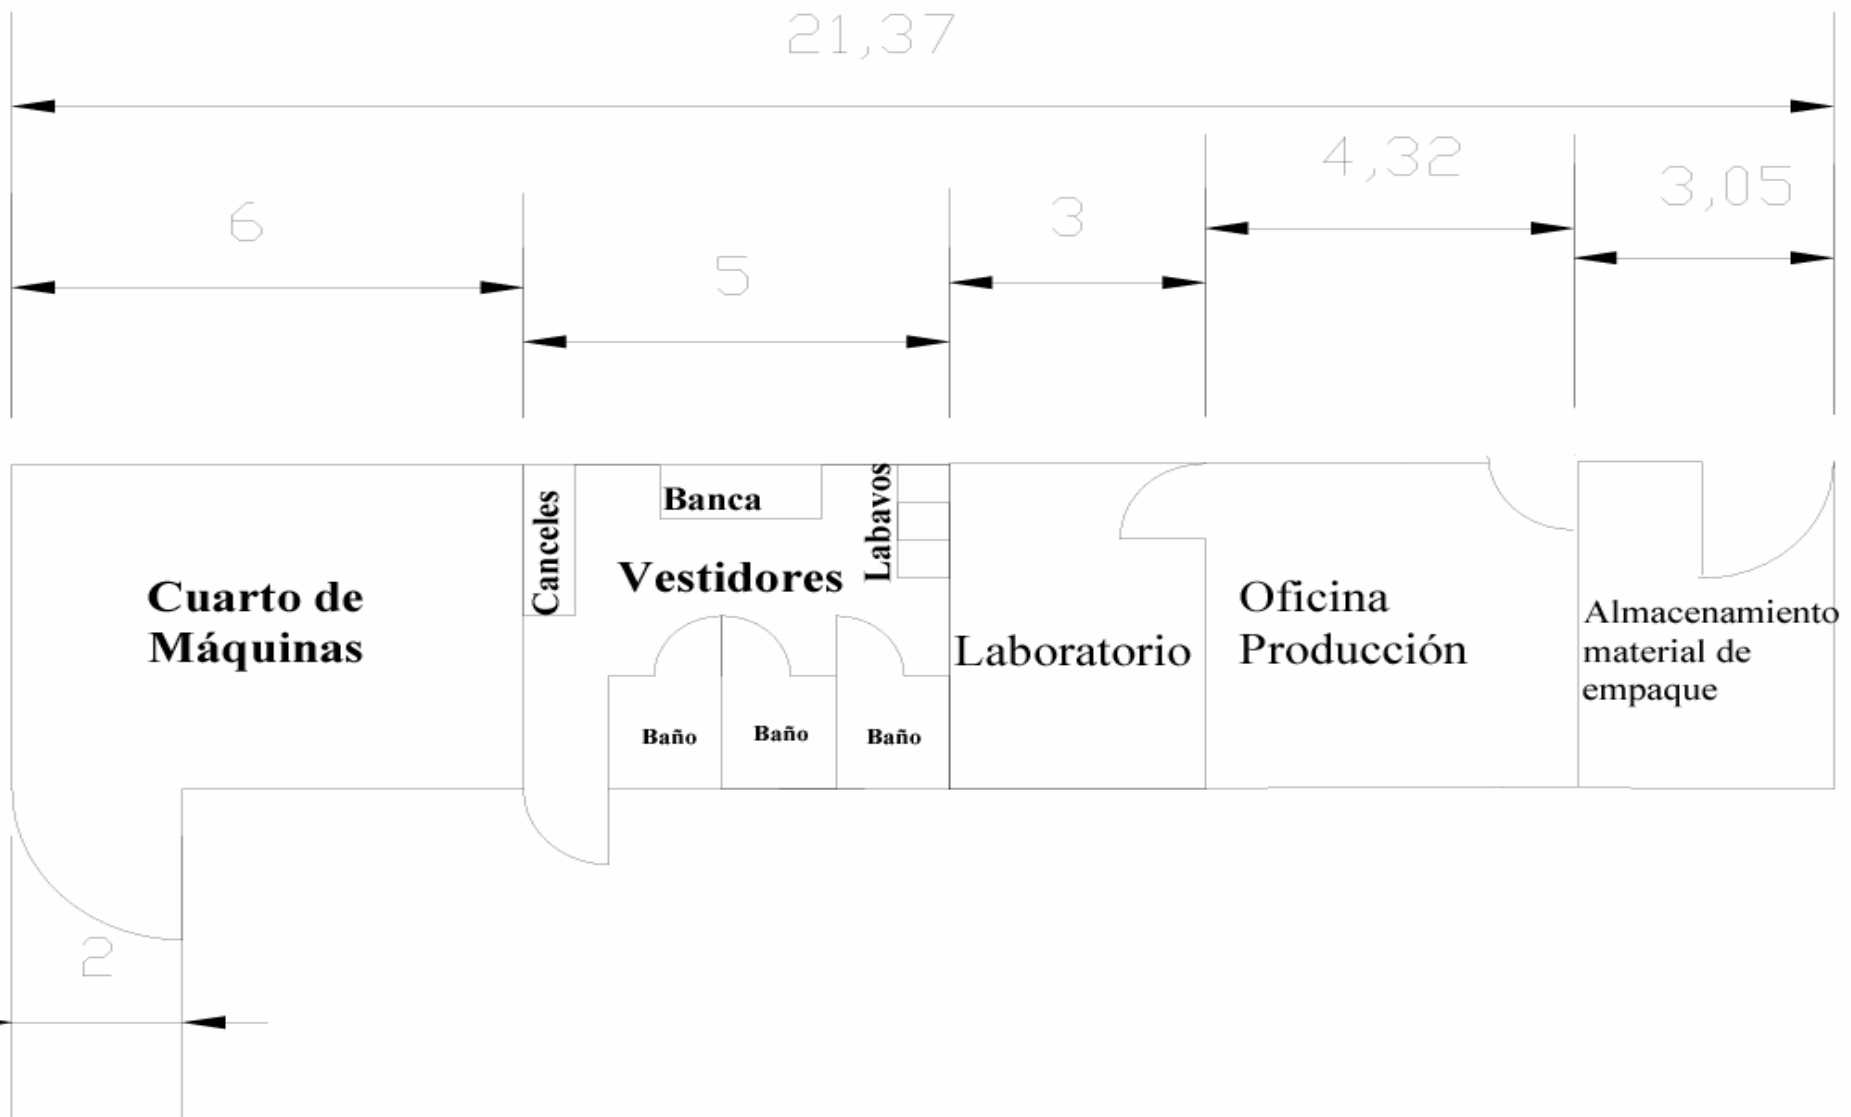 21,37
4,32
3,05
6
3
5
Canceles
Banca
Labavos
Vestidores
Cuarto de
Máquinas
Oficina
Producción
Laboratorio
Almacenamiento
material de
empaque
Baño
Baño
Baño
2